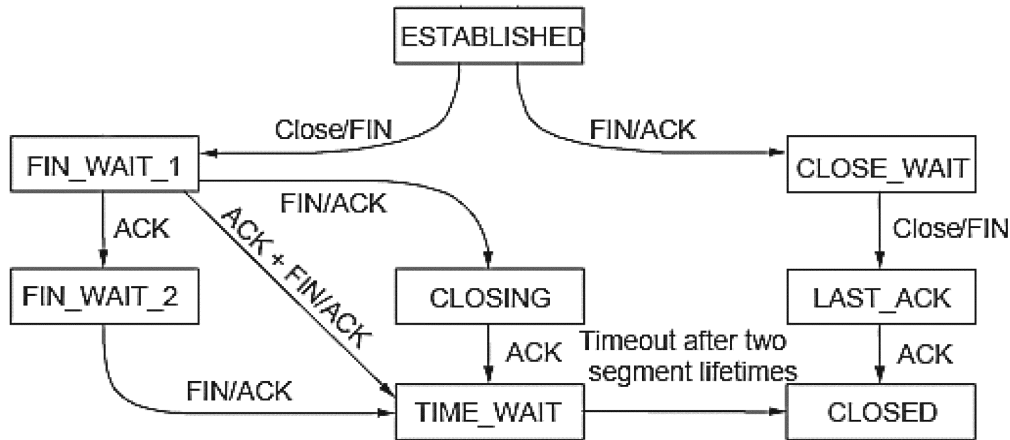 ESTABLISHED
Close/FIN
FIN/ACK
FIN_WAIT_1
CLOSE_WAIT
FIN/ACK
ACK
ACK + FIN/ACK
Close/FIN
FIN_WAIT_2
CLOSING
LAST_ACK
Timeout after two
segment lifetimes
ACK
ACK
FIN/ACK
TIME_WAIT
CLOSED